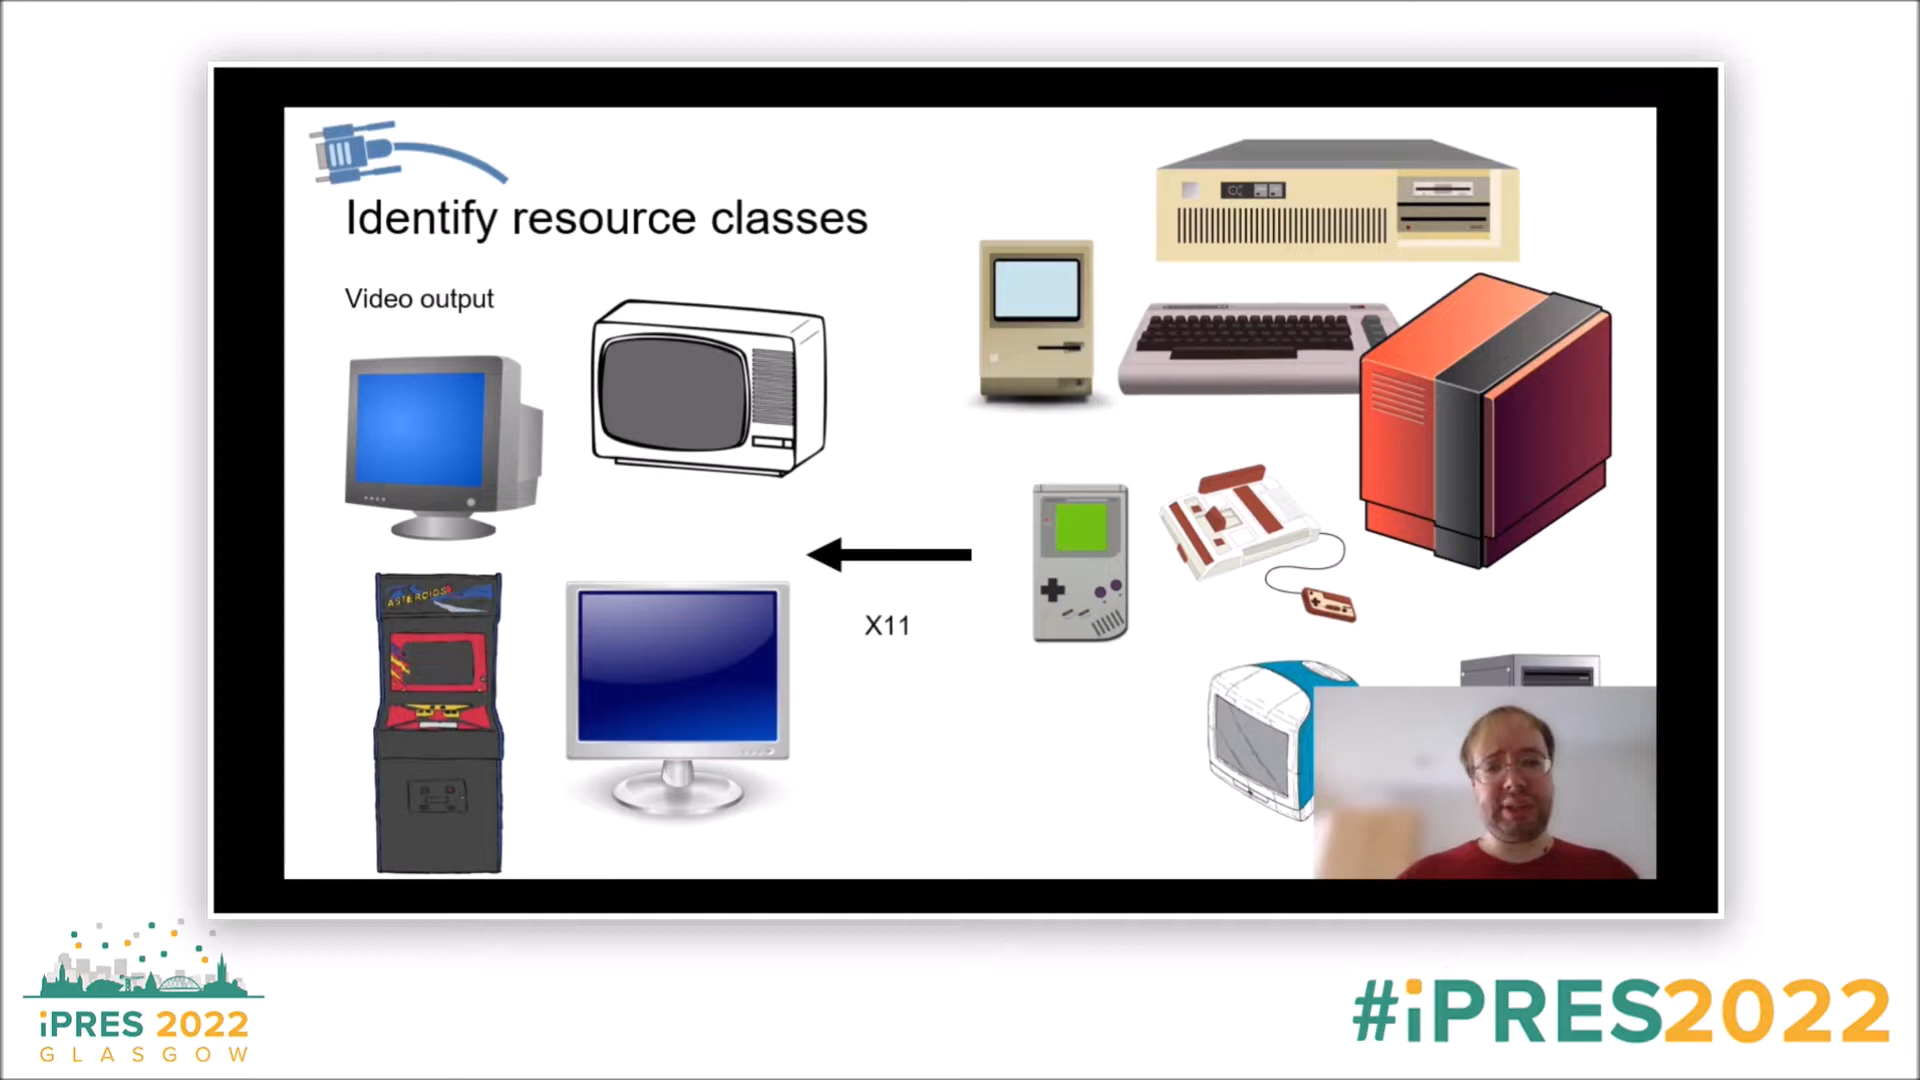 Identify resource classes
Video output
ASTEROIDS
X11
iPRES 2022
GLASGOW
#iPRES2022